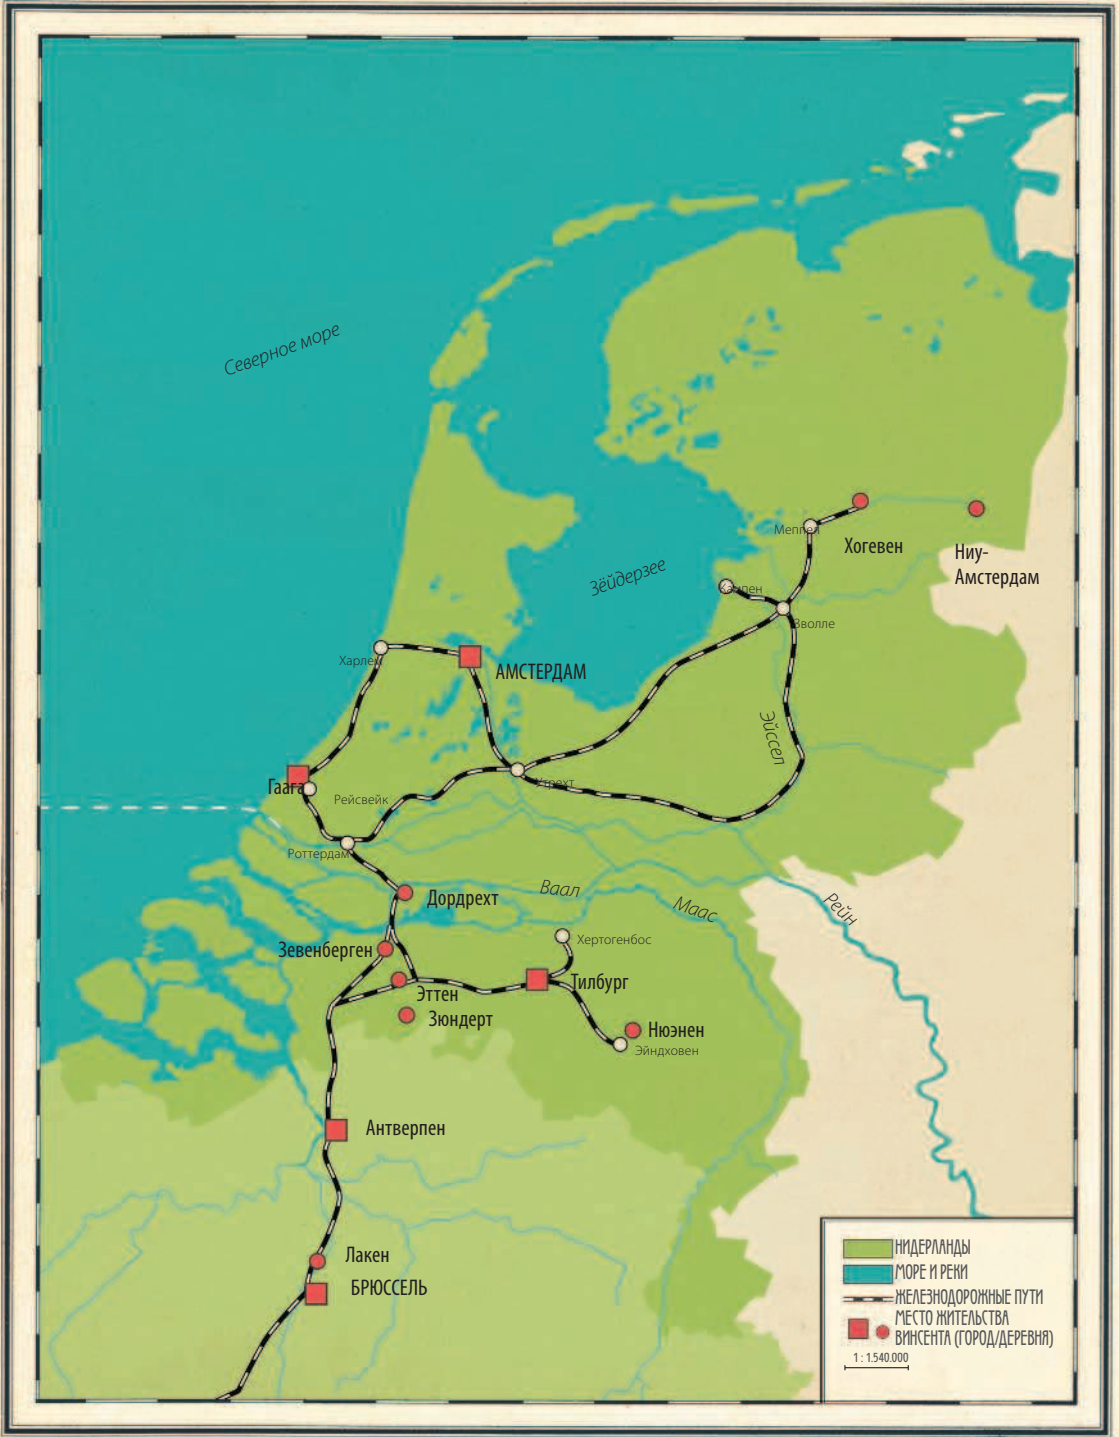 Северное море
Меппел
Хогевен
Ниу-
Амстердам
Зёйдерзее
Кампен
Зволле
Харлем
АМСТЕРДАМ
Эйссел
Гаага
Утрехт
Рейсвейк
Роттердам
Ваал
Дордрехт
Маас
Рейн
Зевенберген
Хертогенбос
Эттен
Тилбург
Зюндерт
Нюэнен
Эйндховен
Антверпен
Лакен
БРЮССЕЛЬ
НИДЕРЛАНДЫ
МОРЕ И РЕКИ
ЖЕЛЕЗНОДОРОЖНЫЕ ПУТИ
МЕСТО ЖИТЕЛЬСТВА
ВИНСЕНТА (ГОРОД/ДЕРЕВНЯ)
1 : 1.540.000